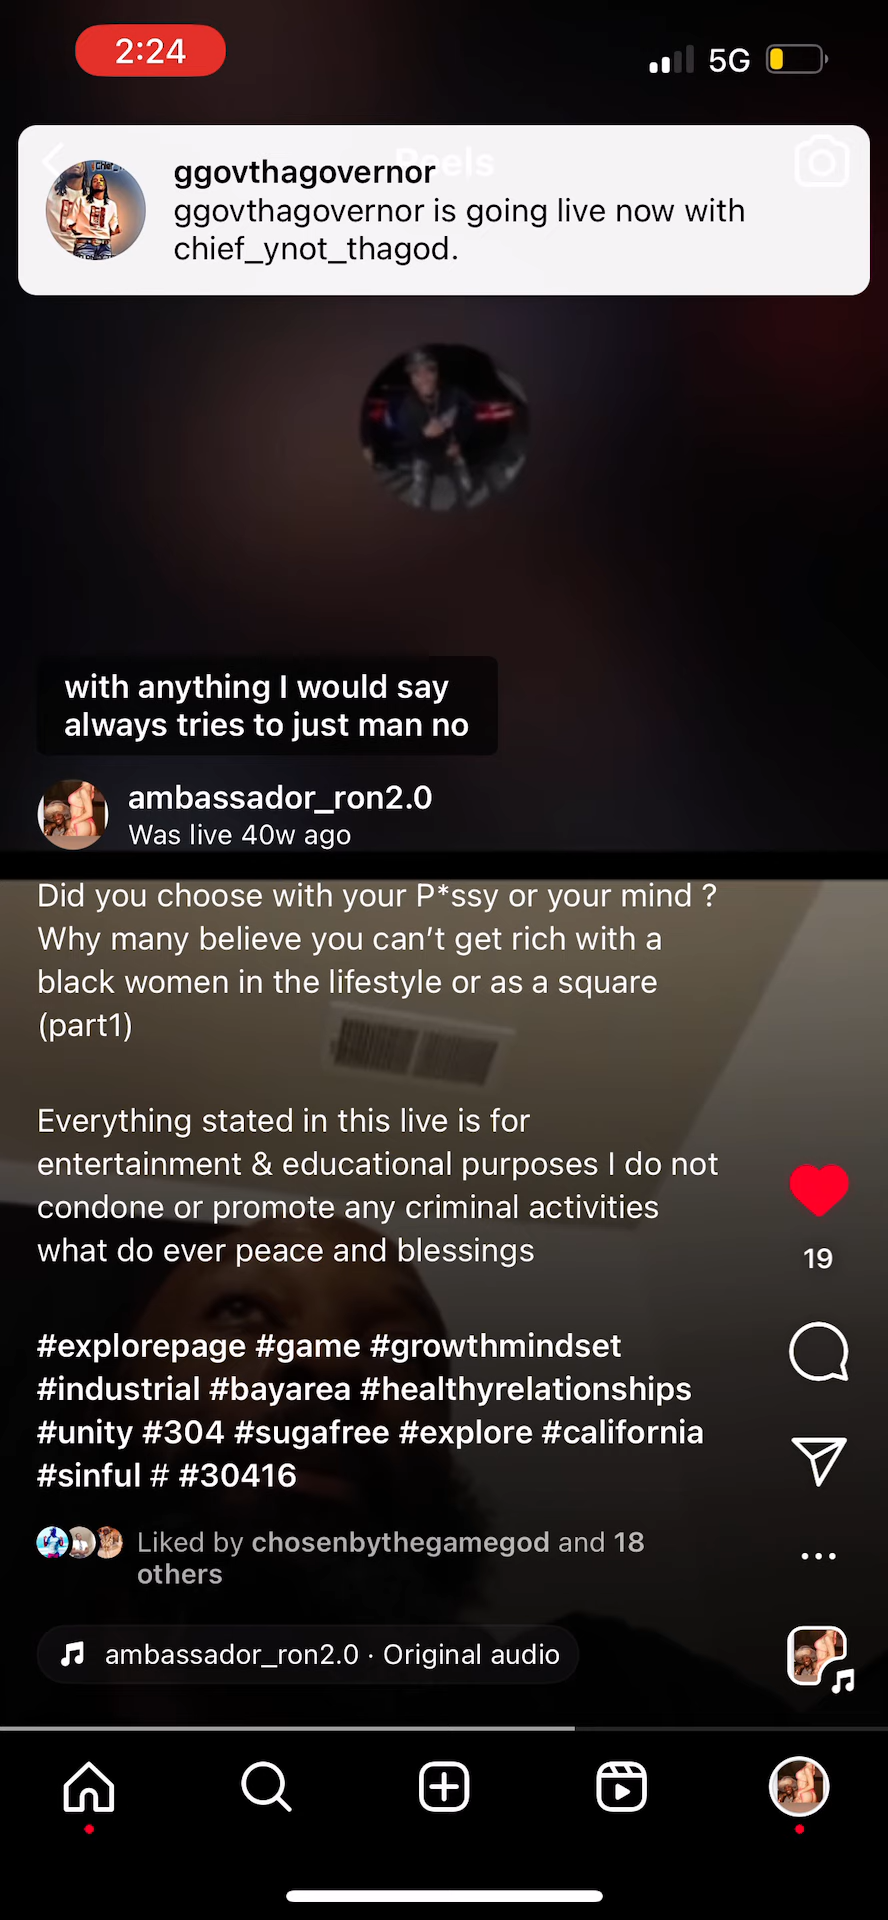 2:24
5G
Reels
ggovthagovernor
ggovthagovernor is going live now with
chief_ynot_thagod.
with anything I would say
always tries to just man no
ambassador_ron2.0
Was live 40w ago
Did you choose with your P*ssy or your mind ?
Why many believe you can’t get rich with a
black women in the lifestyle or as a square
(part1)
Everything stated in this live is for
entertainment & educational purposes I do not
condone or promote any criminal activities
what do ever peace and blessings
#explorepage #game #growthmindset
#industrial #bayarea #healthyrelationships
#unity #304 #sugafree #explore #california
#sinful # #30416
19
Liked by chosenbythegamegod and 18
others
ambassador_ron2.0 · Original audio